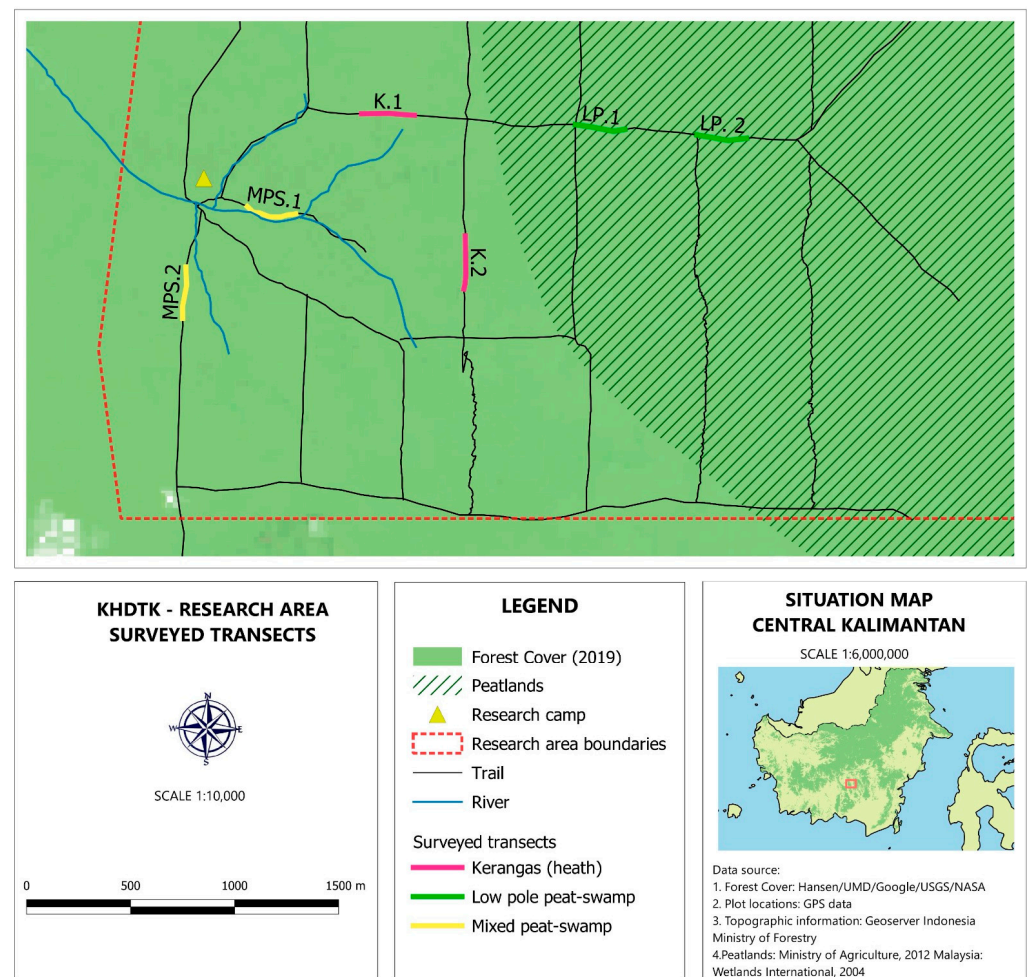 K.1
LP.1
LP. 2
MPS.1
K.2
MPS.2
KHDTK - RESEARCH AREA
SURVEYED TRANSECTS
N
W
E
S
SCALE 1:10,000
0 500 1000 1500 m
LEGEND
Forest Cover (2019)
Peatlands
Research camp
Research area boundaries
Trail
River
Surveyed transects
Kerangas (heath)
Low pole peat-swamp
Mixed peat-swamp
SITUATION MAP
CENTRAL KALIMANTAN
SCALE 1:6,000,000
Data source:
1. Forest Cover: Hansen/UMD/Google/USGS/NASA
2. Plot locations: GPS data
3. Topographic information: Geoserver Indonesia
Ministry of Forestry
4.Peatlands: Ministry of Agriculture, 2012 Malaysia:
Wetlands International, 2004